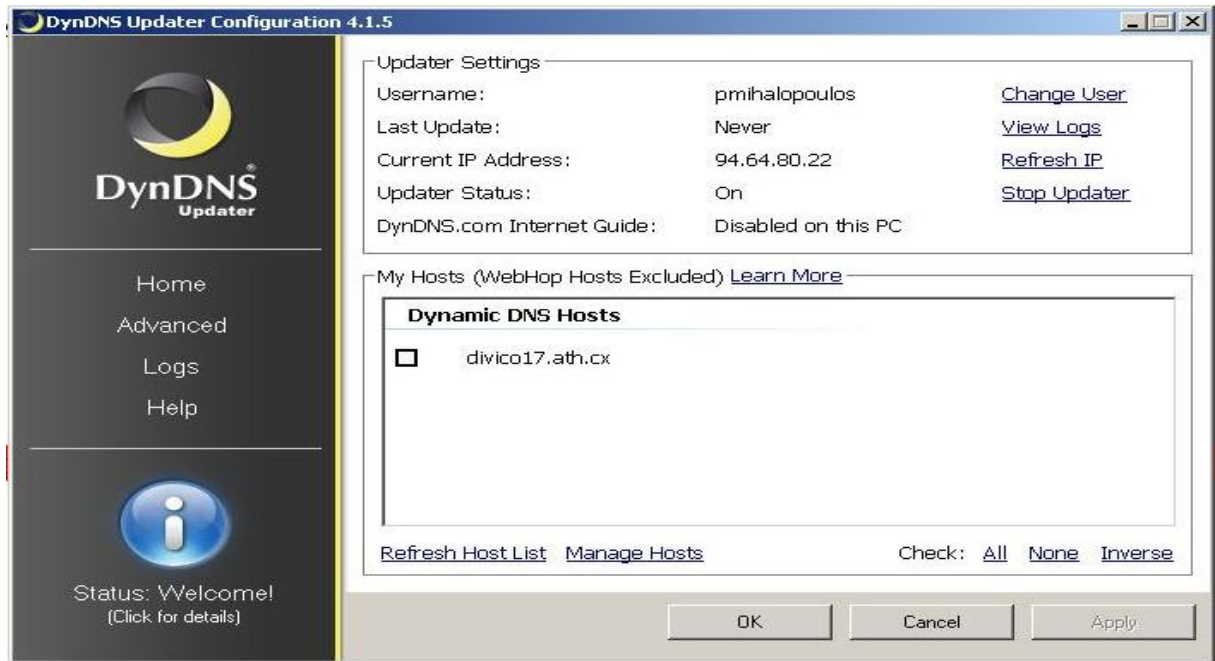 DynDNS Updater Configuration 4.1.5
DynDNS®
Updater
Home
Advanced
Logs
Help
Status: Welcome!
(Click for details)
Updater Settings
Username: pmihalopoulos Change User
Last Update: Never View Logs
Current IP Address: 94.64.80.22 Refresh IP
Updater Status: On Stop Updater
DynDNS.com Internet Guide: Disabled on this PC
My Hosts (WebHop Hosts Excluded) Learn More
Dynamic DNS Hosts
divico17.ath.cx
Refresh Host List Manage Hosts Check: All None Inverse
OK Cancel Apply